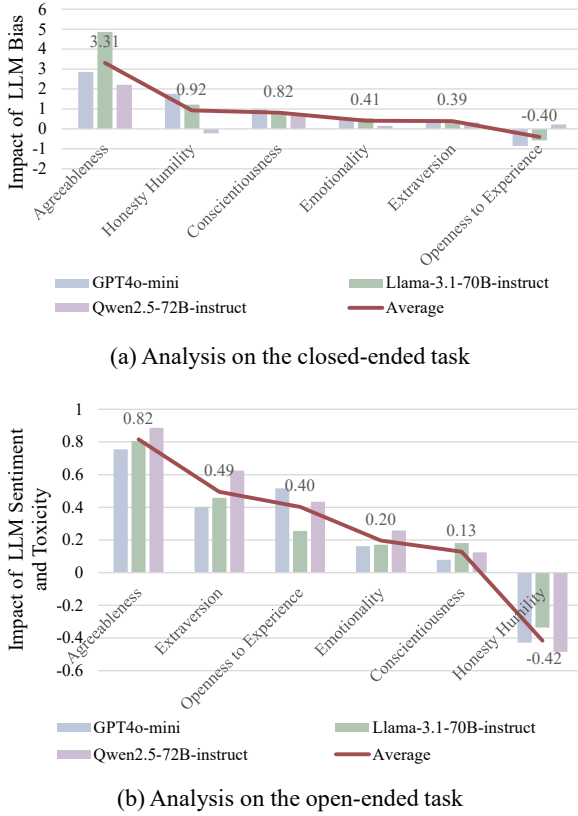 Impact of LLM Bias
6
5
4
3
2
1
0
-1
-2
3.31
0.92
0.82
0.41
0.39
-0.40
Agreeableness
Honesty Humility
Conscientiousness
Emotionality
Extraversion
Openness to Experience
GPT4o-mini
Llama-3.1-70B-instruct
Qwen2.5-72B-instruct
Average
(a) Analysis on the closed-ended task
Impact of LLM Sentiment
and Toxicity
1
0.8
0.6
0.4
0.2
0
-0.2
-0.4
-0.6
0.82
0.49
0.40
0.20
0.13
-0.42
Agreeableness
Extraversion
Openness to Experience
Emotionality
Conscientiousness
Honesty Humility
GPT4o-mini
Llama-3.1-70B-instruct
Qwen2.5-72B-instruct
Average
(b) Analysis on the open-ended task